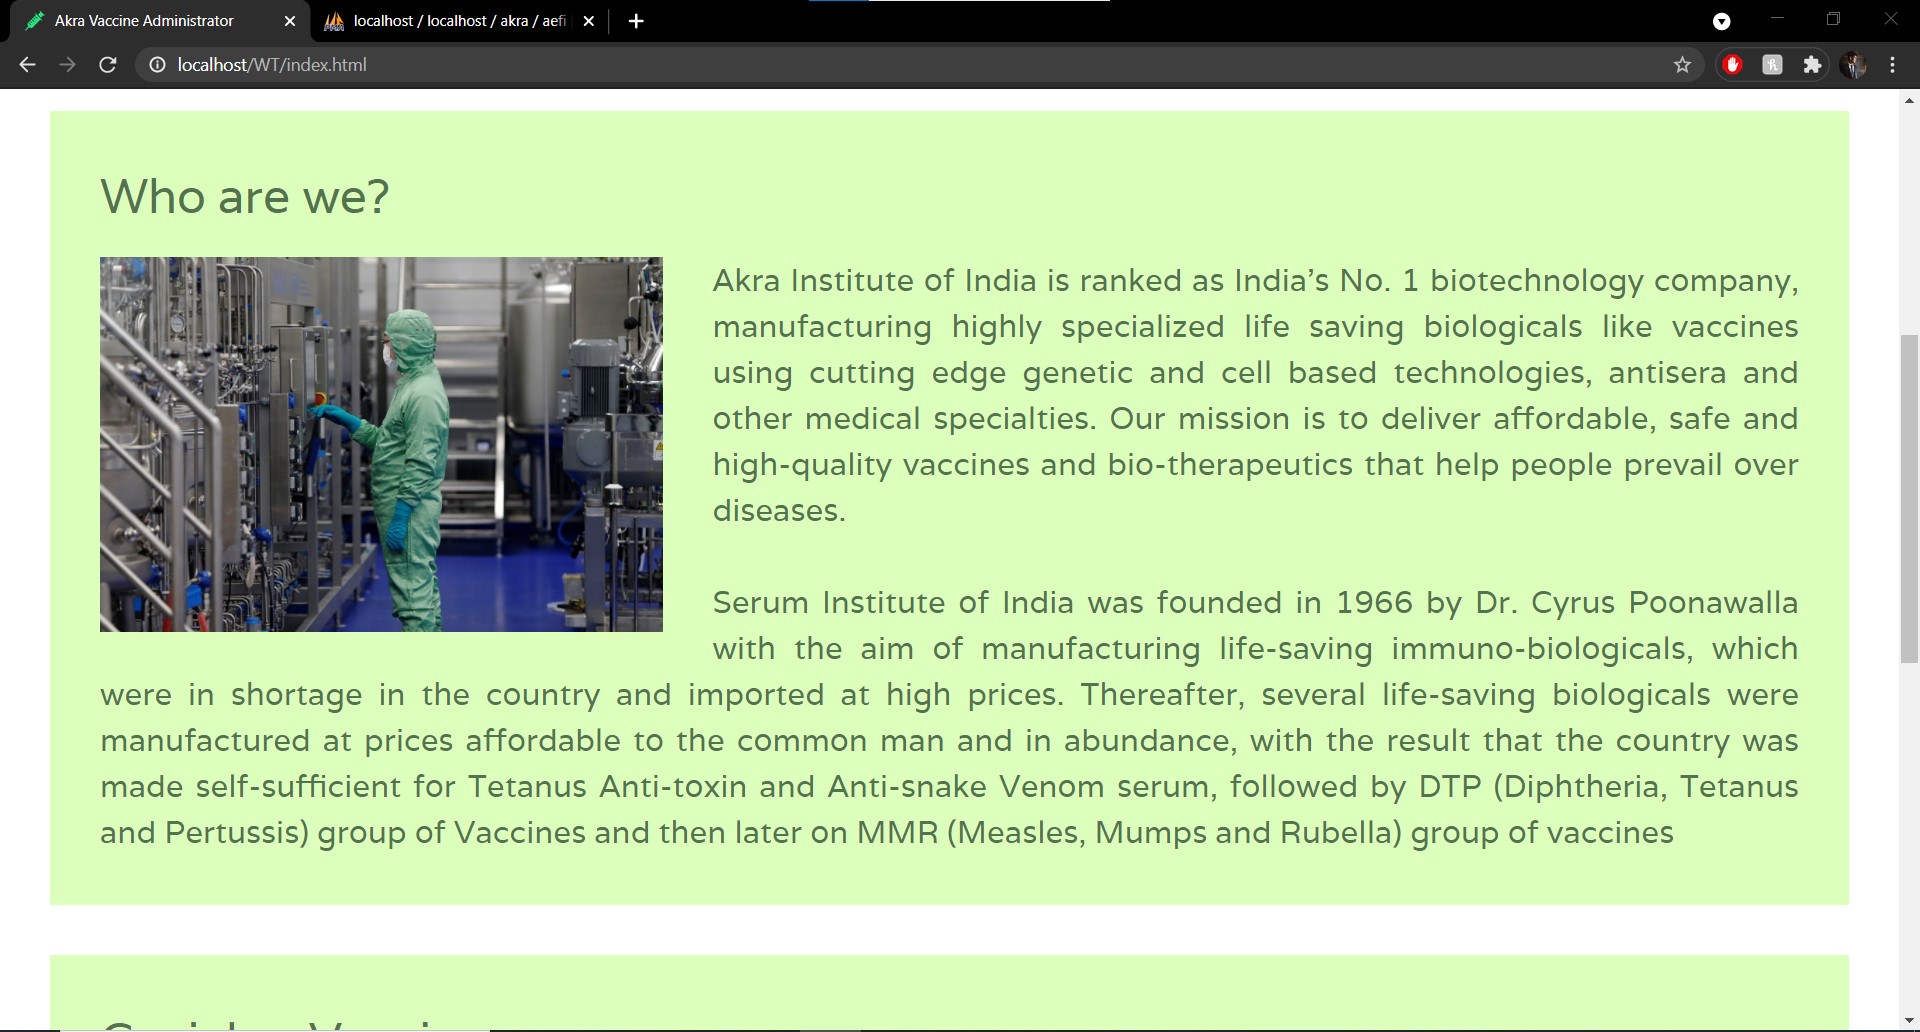 Akra Vaccine Administrator
localhost / localhost / akra / aefi
localhost/WT/index.html
Who are we?
Akra Institute of India is ranked as India's No. 1 biotechnology company,
manufacturing highly specialized life saving biologicals like vaccines
using cutting edge genetic and cell based technologies, antisera and
other medical specialties. Our mission is to deliver affordable, safe and
high-quality vaccines and bio-therapeutics that help people prevail over
diseases.
Serum Institute of India was founded in 1966 by Dr. Cyrus Poonawalla
with the aim of manufacturing life-saving immuno-biologicals, which
were in shortage in the country and imported at high prices. Thereafter, several life-saving biologicals were
manufactured at prices affordable to the common man and in abundance, with the result that the country was
made self-sufficient for Tetanus Anti-toxin and Anti-snake Venom serum, followed by DTP (Diphtheria, Tetanus
and Pertussis) group of Vaccines and then later on MMR (Measles, Mumps and Rubella) group of vaccines